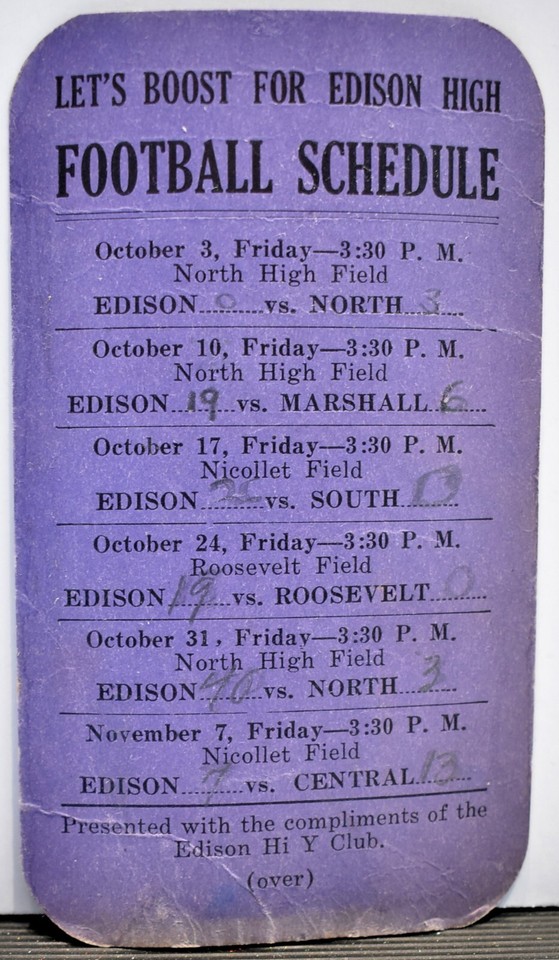 LET'S BOOST FOR EDISON HIGH
FOOTBALL SCHEDULE
October 3, Friday—3:30 P. M.
North High Field
EDISON 0 vs. NORTH 3
October 10, Friday—3:30 P. M.
North High Field
EDISON 19 vs. MARSHALL 6
October 17, Friday—3:30 P. M.
Nicollet Field
EDISON vs. SOUTH
October 24, Friday—3:30 P. M.
Roosevelt Field
EDISON 19 vs. ROOSEVELT 0
October 31, Friday—3:30 P. M.
North High Field
EDISON 40 vs. NORTH 3
November 7, Friday—3:30 P. M.
Nicollet Field
EDISON 7 vs. CENTRAL 13
Presented with the compliments of the
Edison Hi Y Club.
(over)